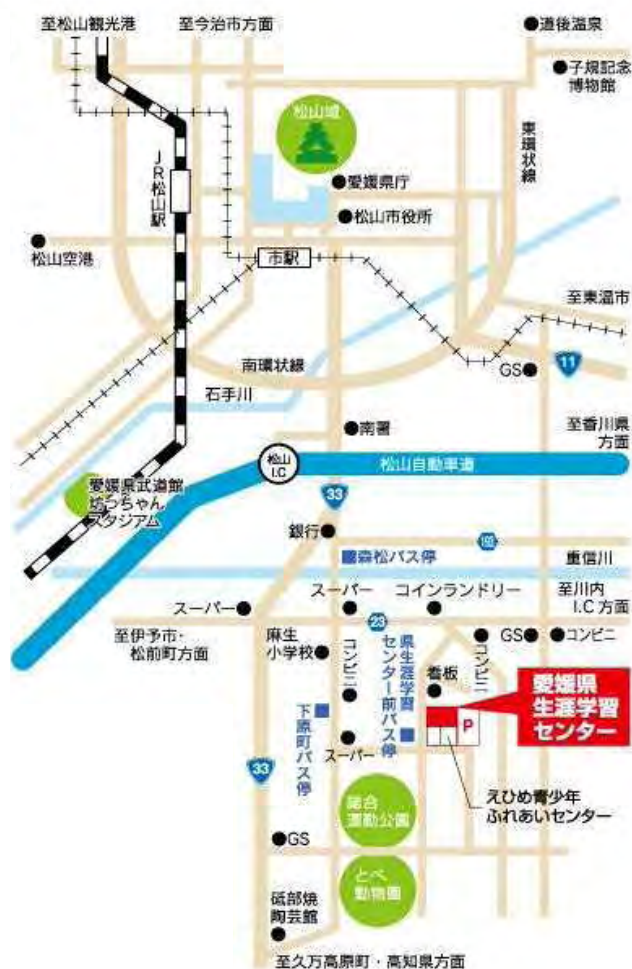 至松山観光港
至今治市方面
道後温泉
子規記念
博物館
松山城
東環状線
JR松山駅
愛媛県庁
松山市役所
松山空港
市駅
至東温市
南環状線
11
GS
石手川
南署
至香川県
方面
松山
I.C
松山自動車道
愛媛県武道館
坊っちゃん
スタジアム
33
銀行
193
森松バス停
重信川
スーパー
スーパー
コインランドリー
至川内
I.C方面
23
至伊予市・
松前町方面
麻生
小学校
コンビニ
県生涯学習
センター前バス停
コンビニ
GS
コンビニ
看板
愛媛県
生涯学習
センター
P
下原町バス停
スーパー
33
えひめ青少年
ふれあいセンター
総合
運動公園
GS
とべ
動物園
砥部焼
陶芸館
至久万高原町・高知県方面